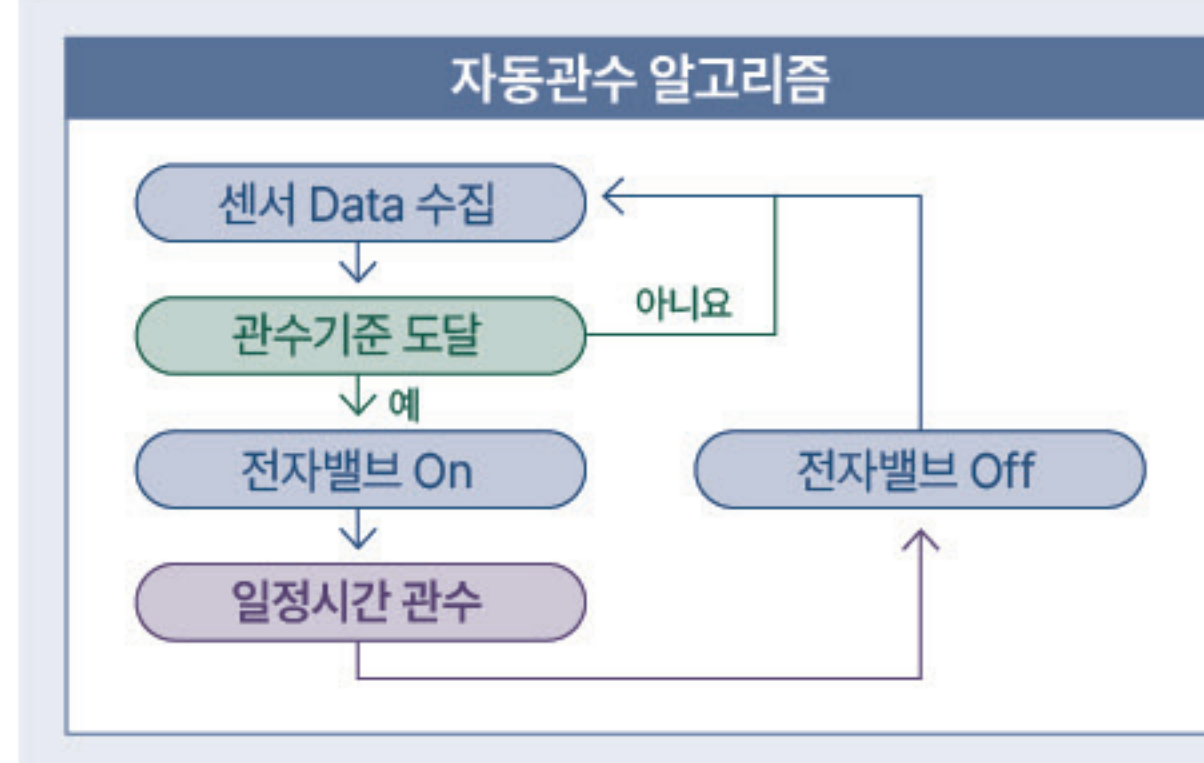 자동관수 알고리즘
센서 Data 수집
관수기준 도달
아니요
예
전자밸브 On
전자밸브 Off
일정시간 관수